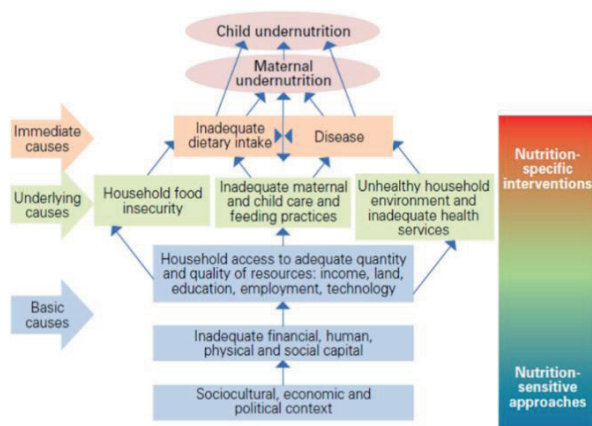 Child undernutrition
Maternal
undernutrition
Immediate
causes
Inadequate
dietary intake
Disease
Underlying
causes
Household food
insecurity
Inadequate maternal
and child care and
feeding practices
Unhealthy household
environment and
inadequate health
services
Nutrition-
specific
interventions
Household access to adequate quantity
and quality of resources: income, land,
education, employment, technology
Basic
causes
Inadequate financial, human,
physical and social capital
Sociocultural, economic and
political context
Nutrition-
sensitive
approaches